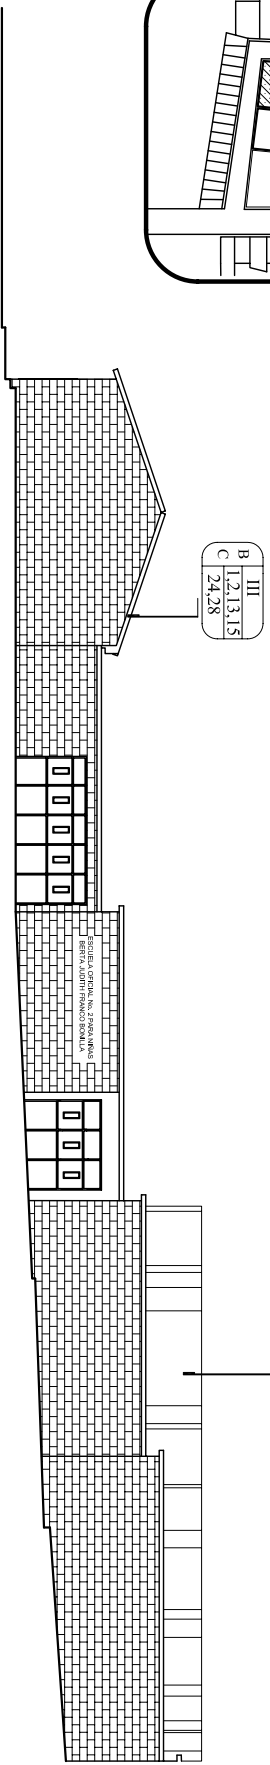 III
B 1,2,13,15
C 24,28
ESCUELA OFICIAL No. 2 PARA NIÑAS
BERTA JUDITH FRANCO BONILLA